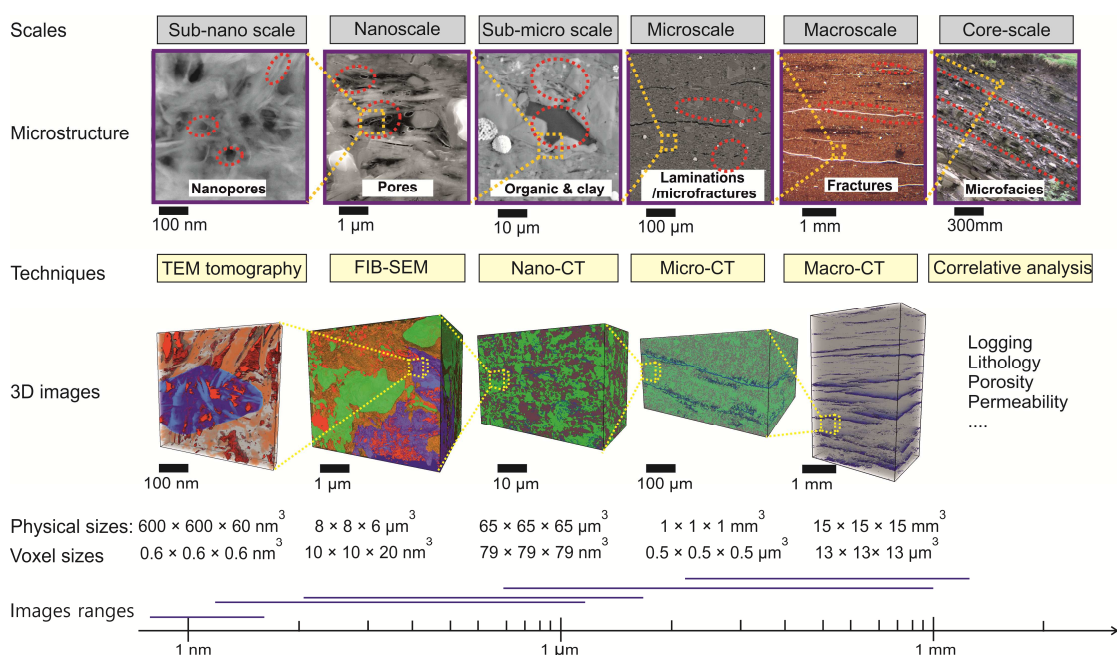 Scales
Sub-nano scale
Nanoscale
Sub-micro scale
Microscale
Macroscale
Core-scale
Microstructure
Nanopores
Pores
Organic & clay
Laminations
/microfractures
Fractures
Microfacies
100 nm
1 µm
10 µm
100 µm
1 mm
300mm
Techniques
TEM tomography
FIB-SEM
Nano-CT
Micro-CT
Macro-CT
Correlative analysis
3D images
Logging
Lithology
Porosity
Permeability
....
100 nm
1 µm
10 µm
100 µm
1 mm
Physical sizes: 600 × 600 × 60 nm³ 8 × 8 × 6 µm³ 65 × 65 × 65 µm³ 1 × 1 × 1 mm³ 15 × 15 × 15 mm³
Voxel sizes 0.6 × 0.6 × 0.6 nm³ 10 × 10 × 20 nm³ 79 × 79 × 79 nm³ 0.5 × 0.5 × 0.5 µm³ 13 × 13× 13 µm³
Images ranges
1 nm
1 µm
1 mm